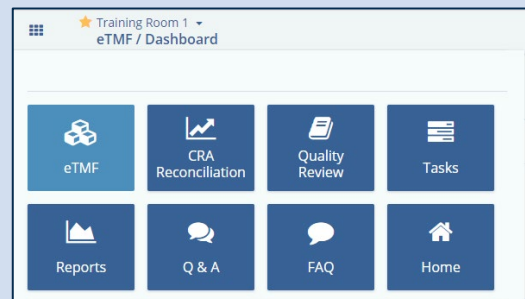 Training Room 1
eTMF / Dashboard
eTMF
CRA
Reconciliation
Quality
Review
Tasks
Reports
Q & A
FAQ
Home